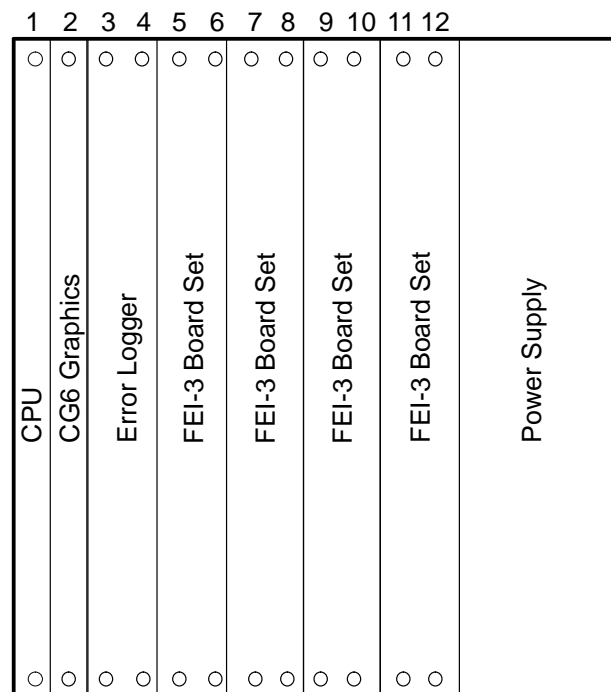 1 2 3 4 5 6 7 8 9 10 11 12
CPU
CG6 Graphics
Error Logger
FEI-3 Board Set
FEI-3 Board Set
FEI-3 Board Set
FEI-3 Board Set
Power Supply